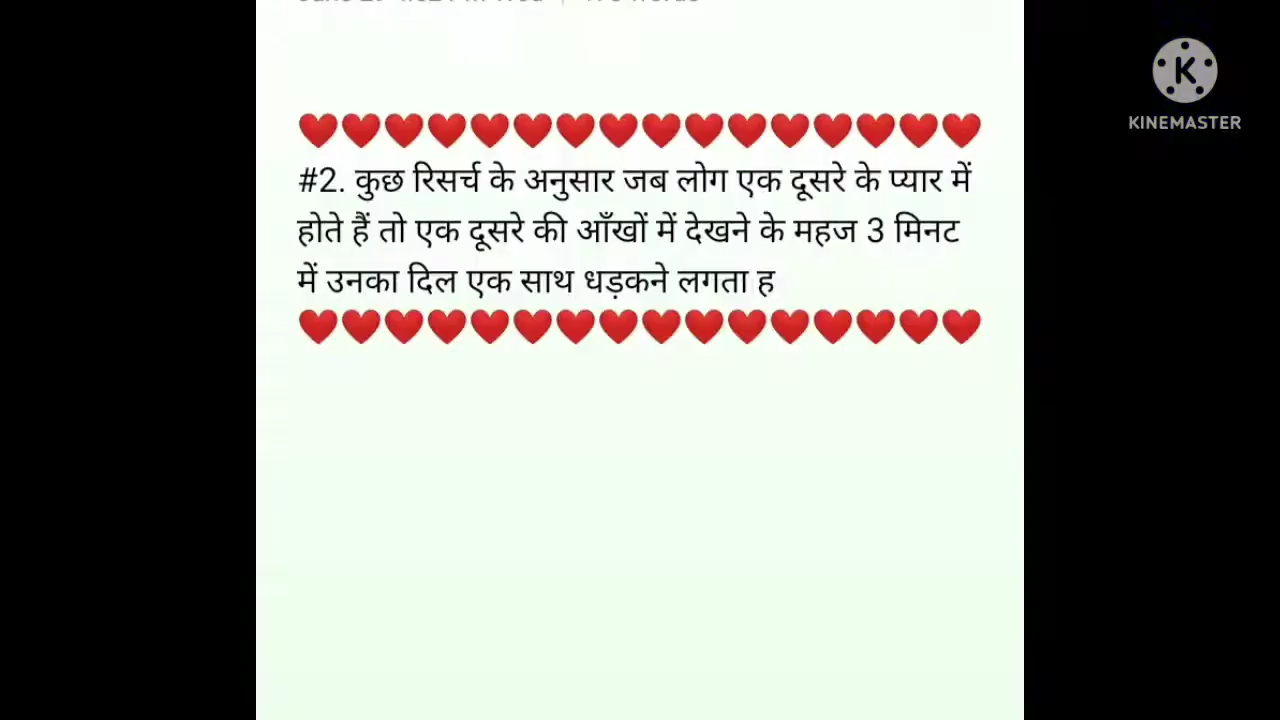 ❤️❤️❤️❤️❤️❤️❤️❤️❤️❤️❤️❤️❤️❤️❤️❤️
#2. कुछ रिसर्च के अनुसार जब लोग एक दूसरे के प्यार में
होते हैं तो एक दूसरे की आँखों में देखने के महज 3 मिनट
में उनका दिल एक साथ धड़कने लगता ह
❤️❤️❤️❤️❤️❤️❤️❤️❤️❤️❤️❤️❤️❤️❤️❤️
KINEMASTER